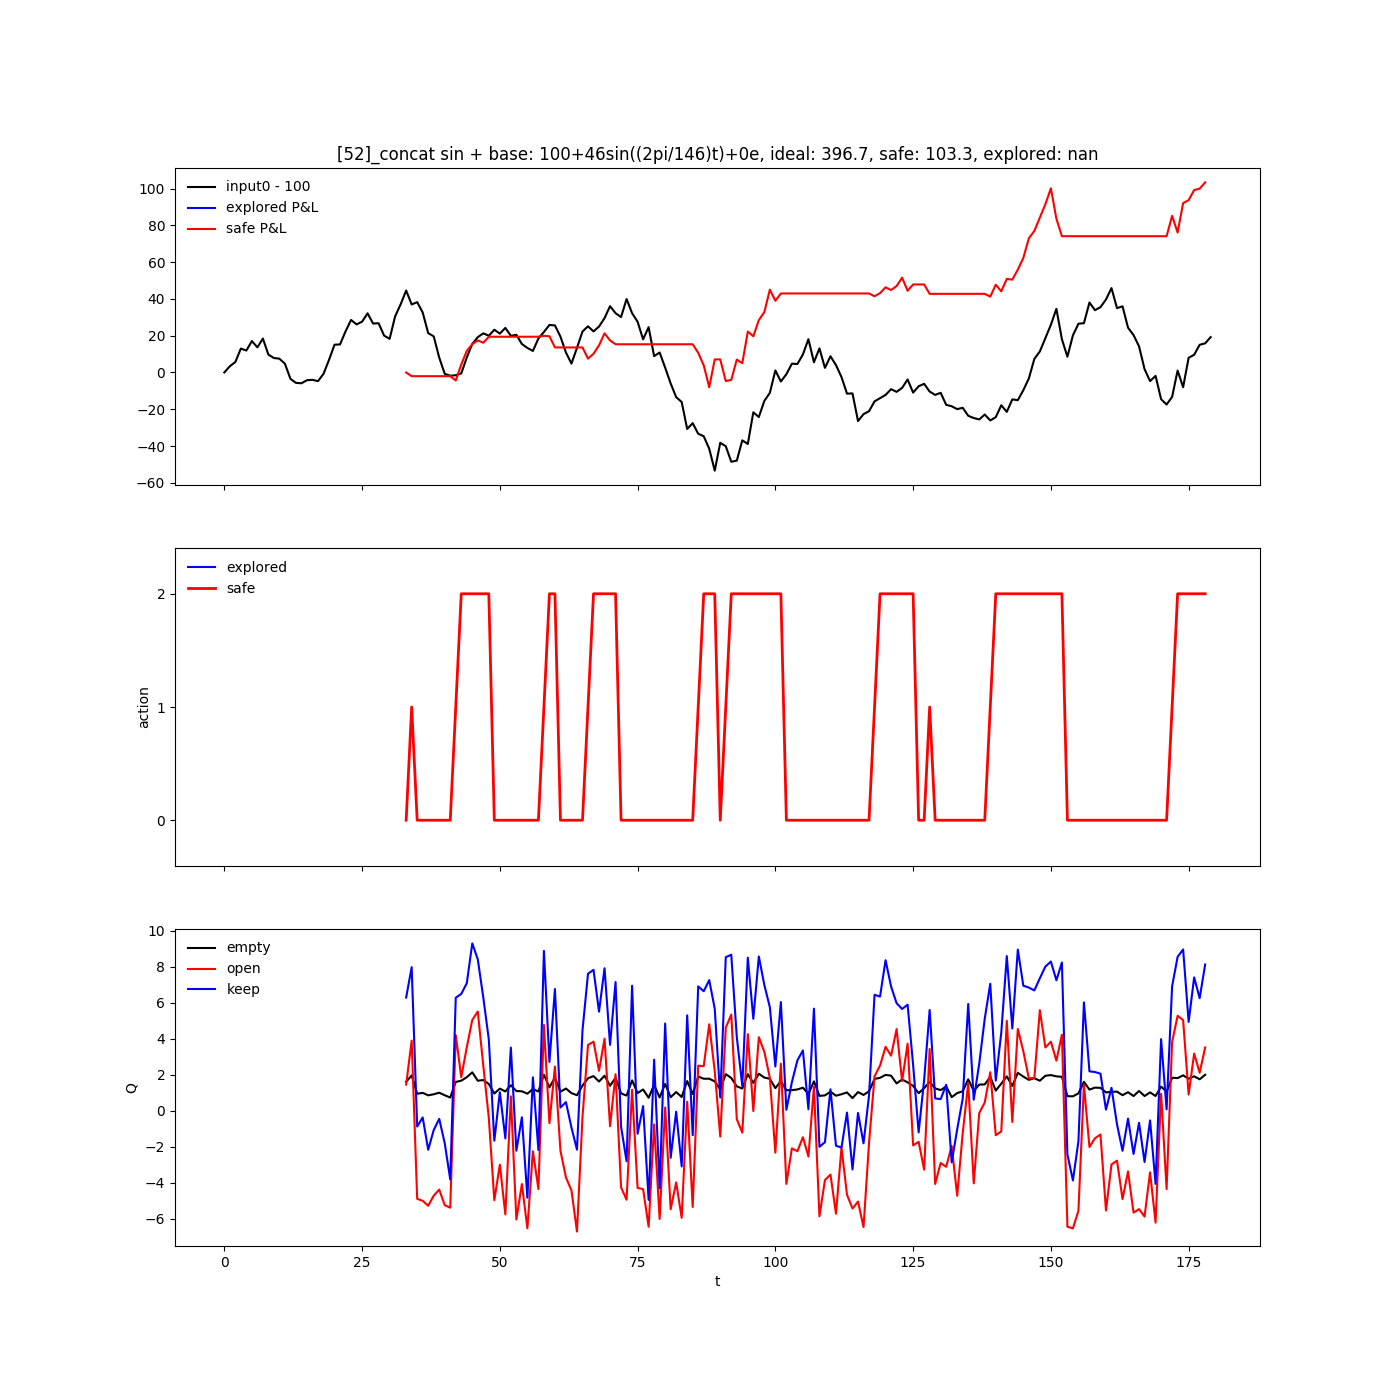 [52]_concat sin + base: 100+46sin((2pi/146)t)+0e, ideal: 396.7, safe: 103.3, explored: nan
input0 - 100
explored P&L
safe P&L
100
80
60
40
20
0
−20
−40
−60
explored
safe
2
1
0
action
empty
open
keep
10
8
6
4
2
0
−2
−4
−6
Q
0 25 50 75 100 125 150 175
t